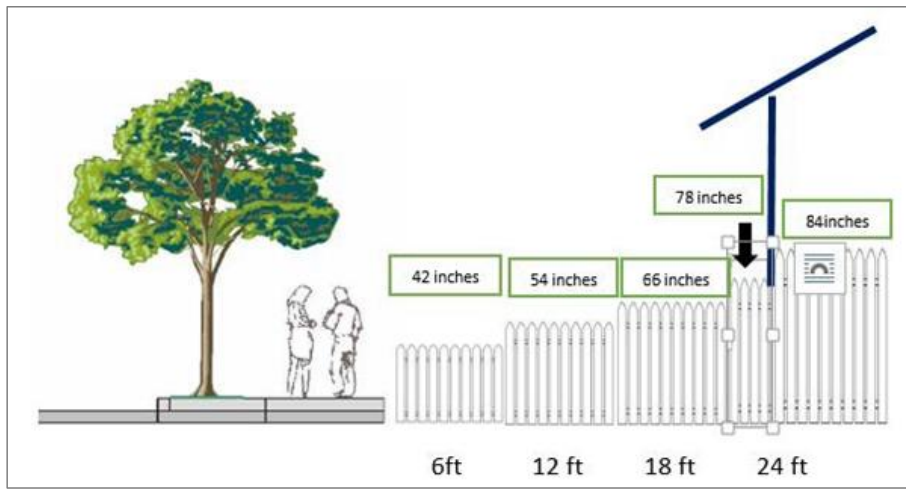 78 inches
84inches
42 inches
54 inches
66 inches
6ft
12 ft
18 ft
24 ft